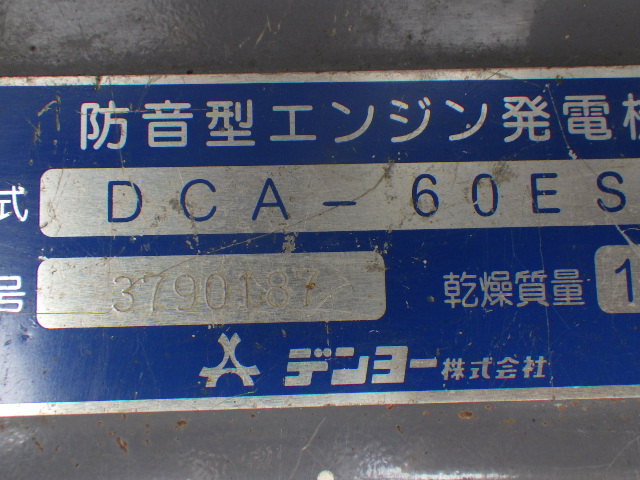 防音型エンジン発電機
式 DCA-60ES
号 3790187 乾燥質量 1
デンヨー株式会社